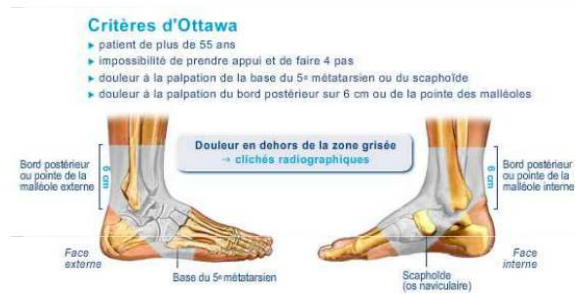 Critères d'Ottawa
▸ patient de plus de 55 ans
▸ impossibilité de prendre appui et de faire 4 pas
▸ douleur à la palpation de la base du 5e métatarsien ou du scaphoïde
▸ douleur à la palpation du bord postérieur sur 6 cm ou de la pointe des malléoles
Douleur en dehors de la zone grisée
→ clichés radiographiques
Bord postérieur
ou pointe de la
malléole externe
6 cm
6 cm
Bord postérieur
ou pointe de la
malléole interne
Face
externe
Base du 5e métatarsien
Scaphoïde
(os naviculaire)
Face
interne